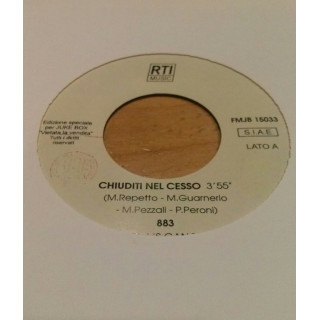 RTI
MUSIC
Edizione speciale
per JUKE BOX
"vietata la vendita"
Tutti i diritti
riservati
FMJB 15033
S.I.A.E.
LATO A
CHIUDITI NEL CESSO 3'55"
(M.Repetto - M.Guarnerio
- M.Pezzali - P.Peroni)
883